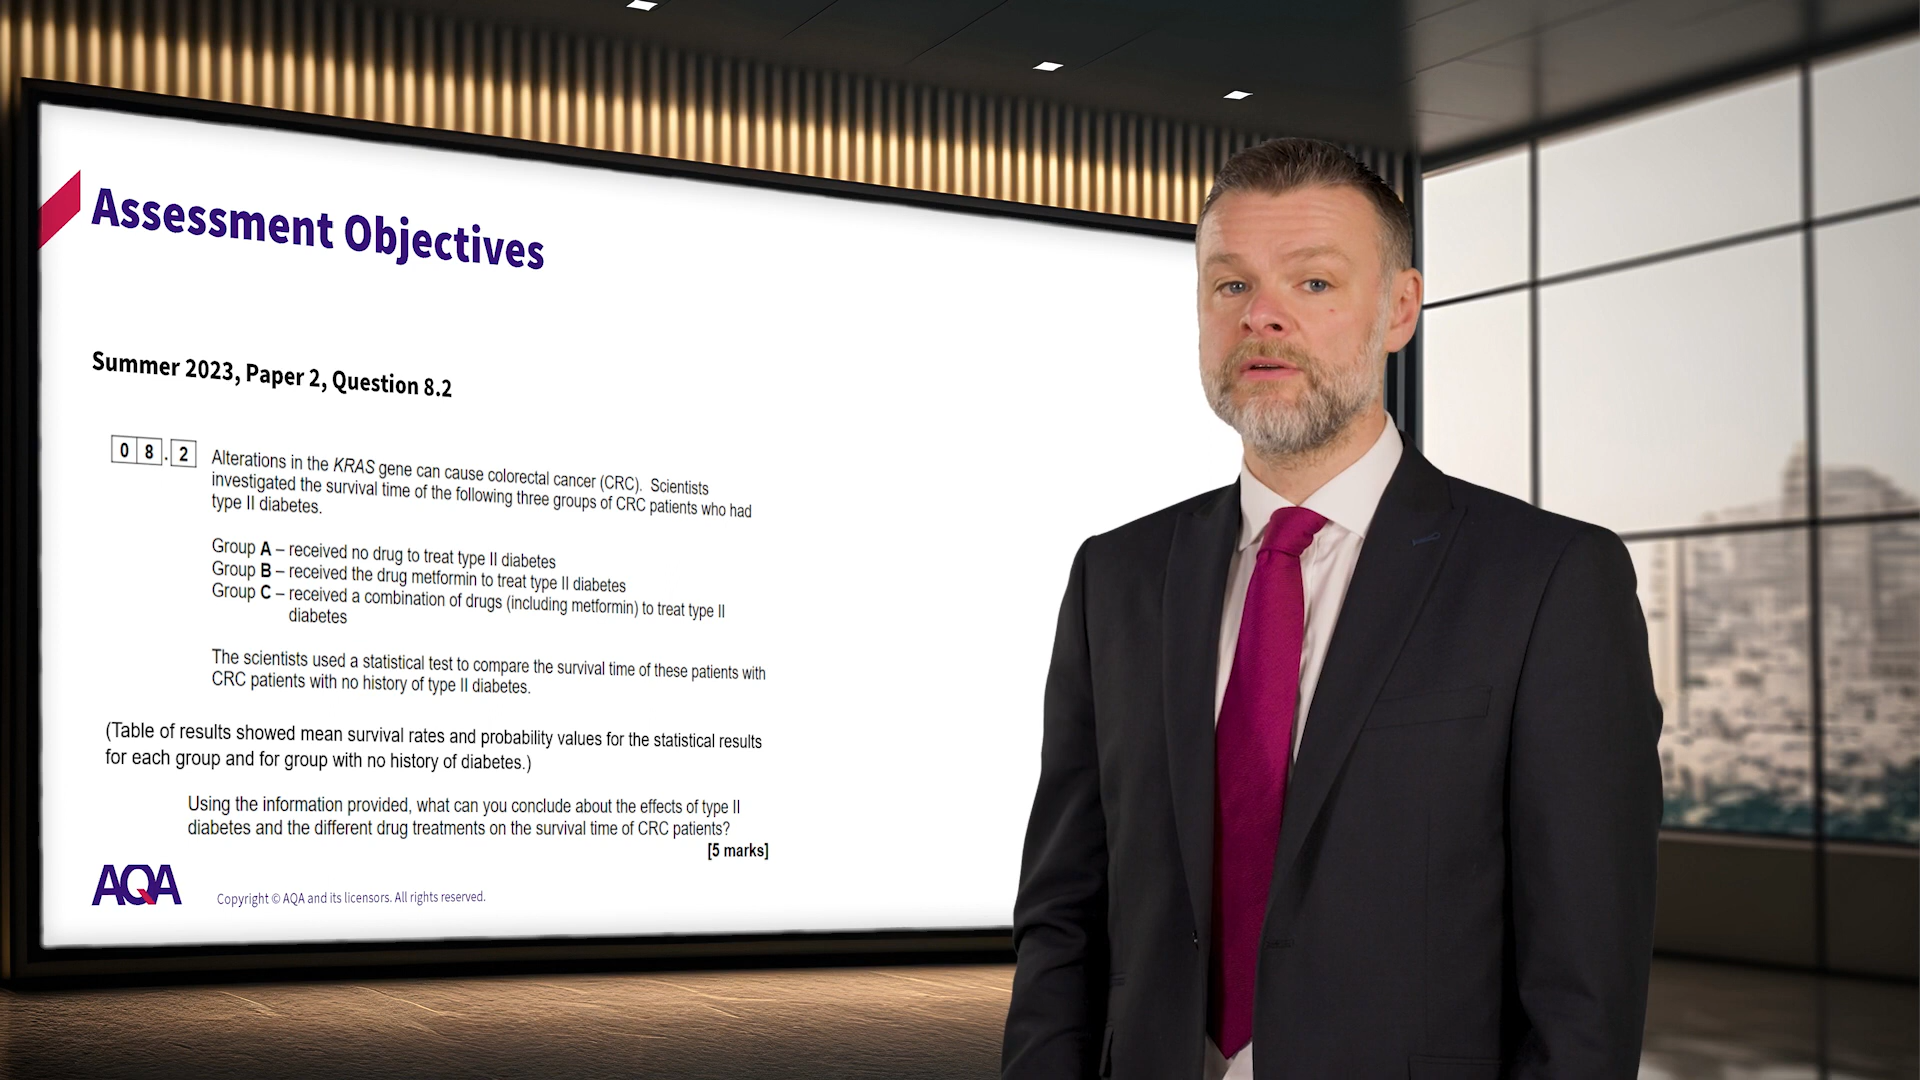 Assessment Objectives
Summer 2023, Paper 2, Question 8.2
08.2 Alterations in the KRAS gene can cause colorectal cancer (CRC). Scientists
investigated the survival time of the following three groups of CRC patients who had
type II diabetes.
Group A – received no drug to treat type II diabetes
Group B – received the drug metformin to treat type II diabetes
Group C – received a combination of drugs (including metformin) to treat type II
diabetes
The scientists used a statistical test to compare the survival time of these patients with
CRC patients with no history of type II diabetes.
(Table of results showed mean survival rates and probability values for the statistical results
for each group and for group with no history of diabetes.)
Using the information provided, what can you conclude about the effects of type II
diabetes and the different drug treatments on the survival time of CRC patients?
[5 marks]
AQA
Copyright © AQA and its licensors. All rights reserved.